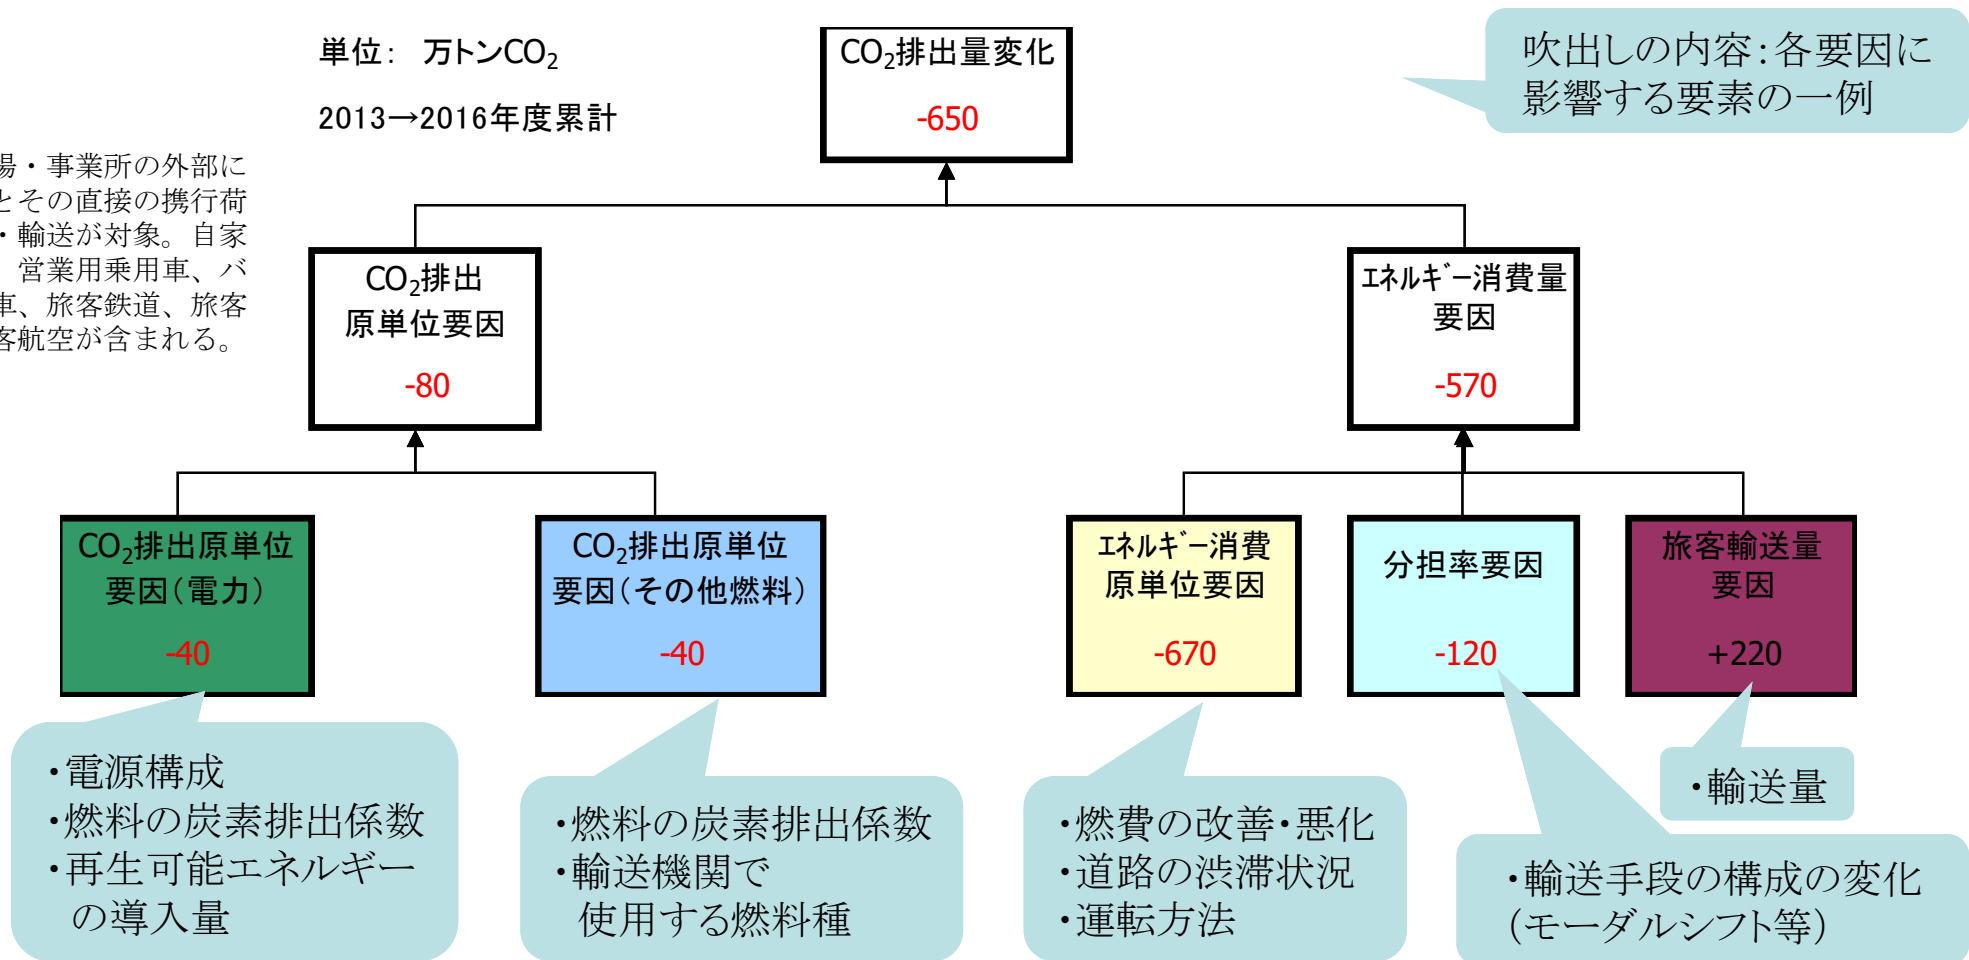 単位： 万トンCO₂
2013→2016年度累計
CO₂排出量変化
-650
吹出しの内容：各要因に
影響する要素の一例
場・事業所の外部に
とその直接の携行荷
・輸送が対象。自家
営業用乗用車、バ
車、旅客鉄道、旅客
客航空が含まれる。
CO₂排出
原単位要因
-80
ｴﾈﾙｷﾞｰ消費量
要因
-570
CO₂排出原単位
要因（電力）
-40
CO₂排出原単位
要因（その他燃料）
-40
ｴﾈﾙｷﾞｰ消費
原単位要因
-670
分担率要因
-120
旅客輸送量
要因
+220
・電源構成
・燃料の炭素排出係数
・再生可能エネルギー
の導入量
・燃料の炭素排出係数
・輸送機関で
使用する燃料種
・燃費の改善・悪化
・道路の渋滞状況
・運転方法
・輸送量
・輸送手段の構成の変化
（モーダルシフト等）